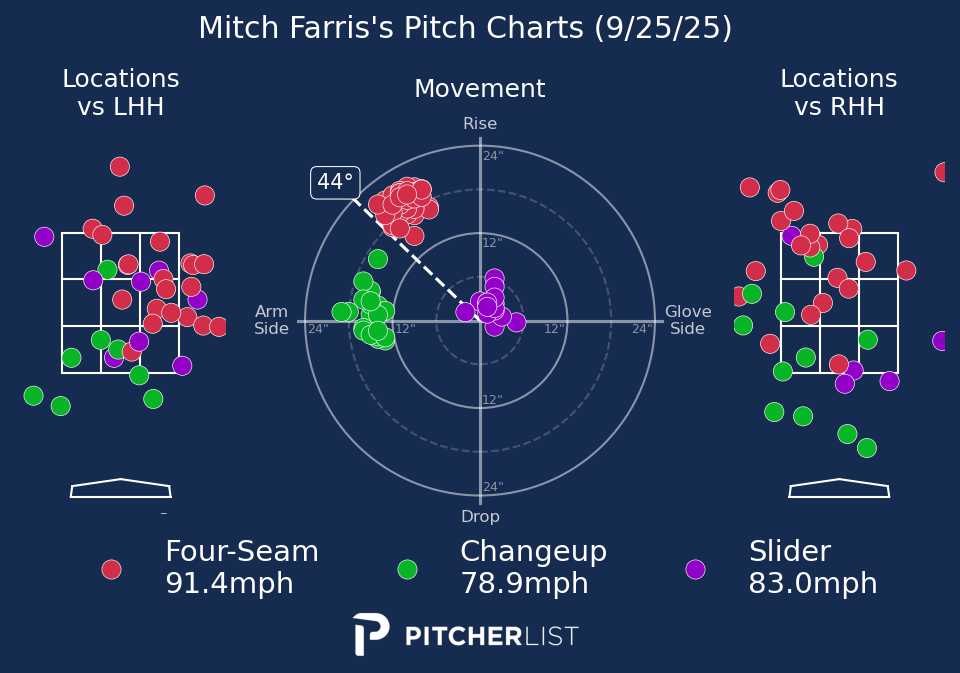 Mitch Farris's Pitch Charts (9/25/25)
Locations
vs LHH
Movement
Locations
vs RHH
Rise
24"
44°
12"
Arm
Side
24"
12"
12"
24"
Glove
Side
12"
24"
Drop
Four-Seam
91.4mph
Changeup
78.9mph
Slider
83.0mph
PITCHERLIST